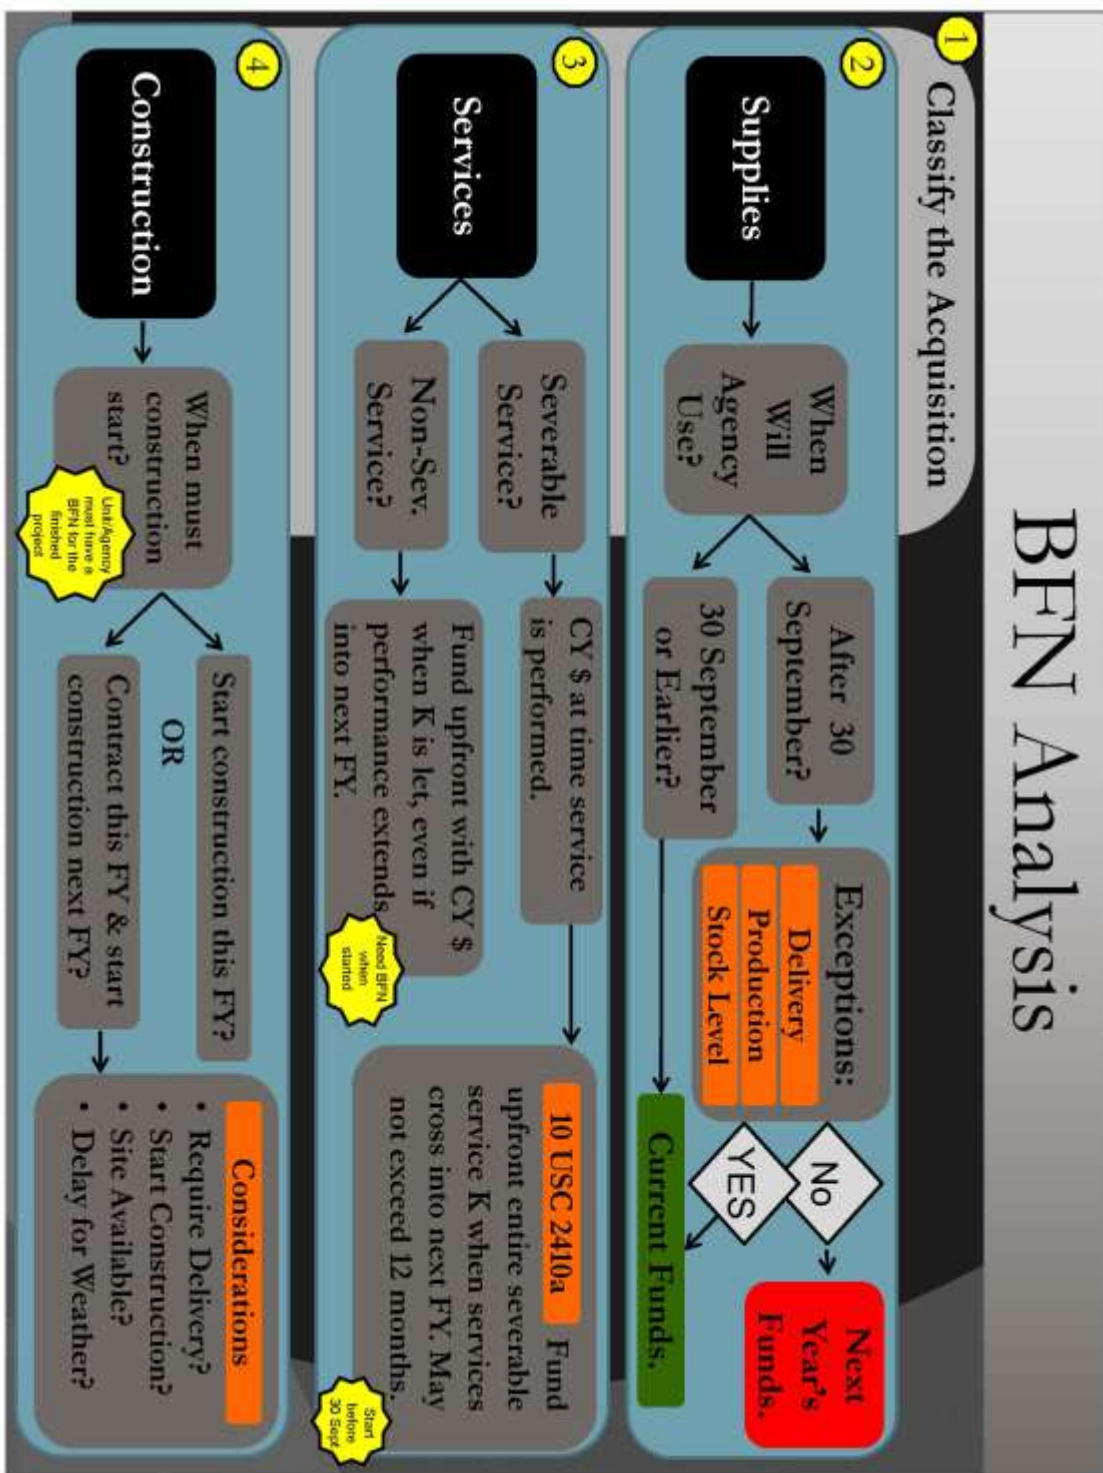 BFN Analysis
1
Classify the Acquisition
2
Supplies
When
Will
Agency
Use?
After 30
September?
30 September
or Earlier?
Exceptions:
Delivery
Production
Stock Level
No
YES
Next
Year's
Funds.
Current Funds.
3
Services
Severable
Service?
Non-Sev.
Service?
CY $ at time service
is performed.
Fund upfront with CY $
when K is let, even if
performance extends
into next FY.
Need BFN
when
started
10 USC 2410a Fund
upfront entire severable
service K when services
cross into next FY. May
not exceed 12 months.
Start
before
30 Sept
4
Construction
When must
construction
start?
Unit/Agency
must have a
BFN for the
finished
project
Start construction this FY?
OR
Contract this FY & start
construction next FY?
Considerations
• Require Delivery?
• Start Construction?
• Site Available?
• Delay for Weather?